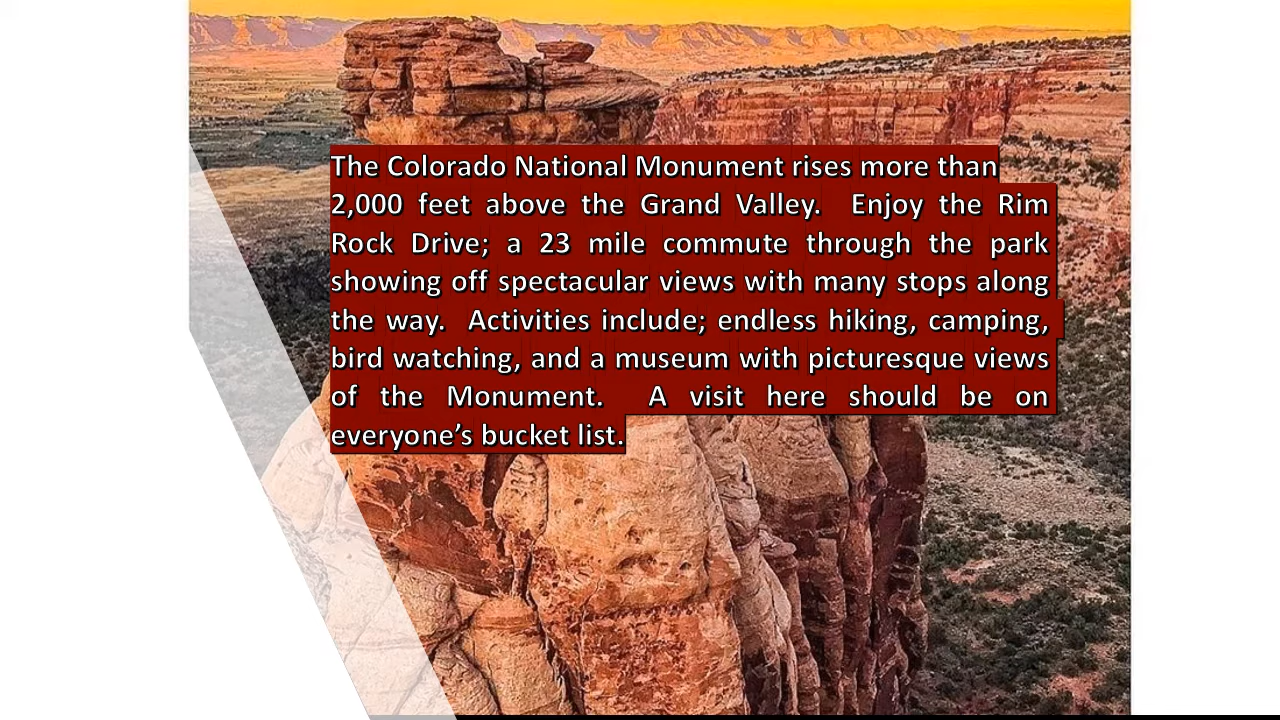 The Colorado National Monument rises more than
2,000 feet above the Grand Valley.  Enjoy the Rim
Rock Drive; a 23 mile commute through the park
showing off spectacular views with many stops along
the way.  Activities include; endless hiking, camping,
bird watching, and a museum with picturesque views
of the Monument.  A visit here should be on
everyone’s bucket list.